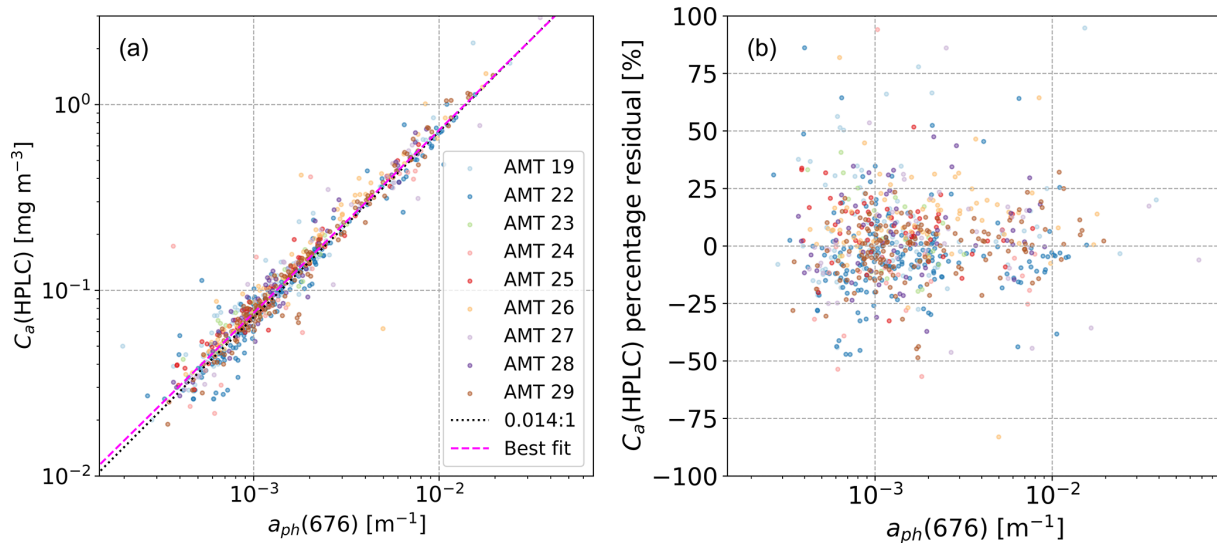 (a)
C_a(HPLC) [mg m^−3]
10^0
10^−1
10^−2
10^−3
10^−2
a_ph(676) [m^−1]
AMT 19
AMT 22
AMT 23
AMT 24
AMT 25
AMT 26
AMT 27
AMT 28
AMT 29
0.014:1
Best fit
(b)
C_a(HPLC) percentage residual [%]
100
75
50
25
0
−25
−50
−75
−100
10^−3
10^−2
a_ph(676) [m^−1]